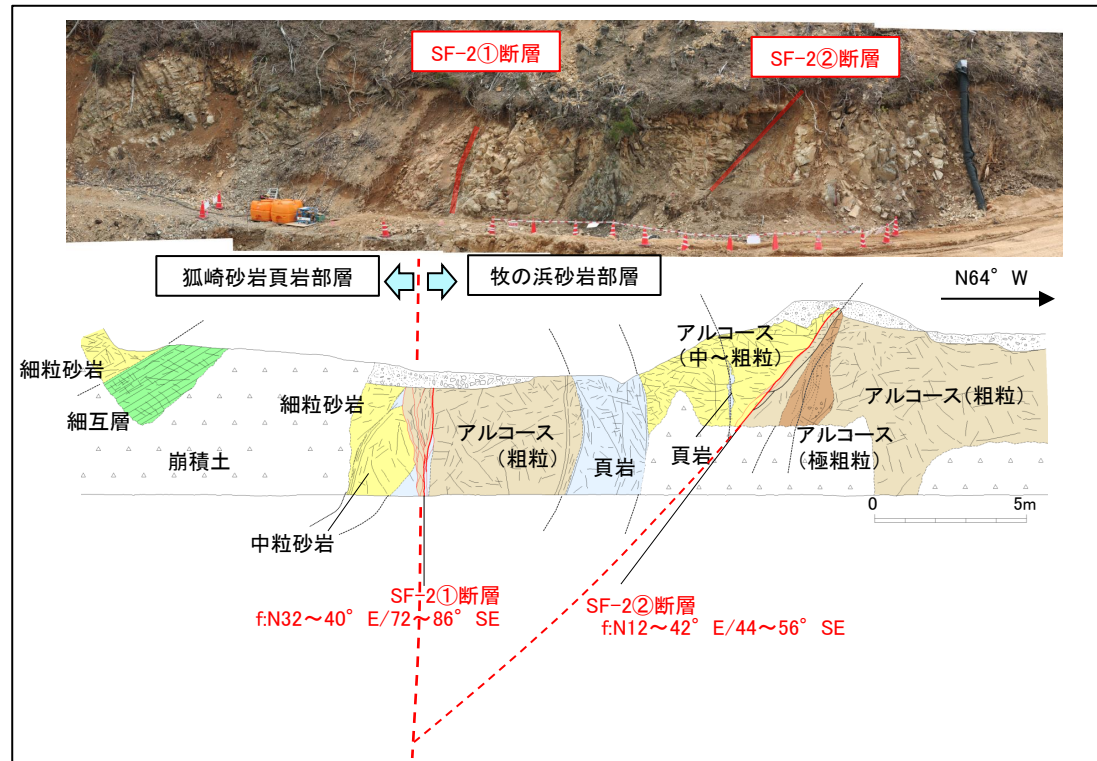 SF-2①断層
SF-2②断層
狐崎砂岩頁岩部層
牧の浜砂岩部層
N64°W
細粒砂岩
細互層
崩積土
細粒砂岩
中粒砂岩
アルコース
(粗粒)
頁岩
アルコース
(中~粗粒)
頁岩
アルコース
(極粗粒)
アルコース(粗粒)
0
5m
SF-2①断層
f:N32~40°E/72~86°SE
SF-2②断層
f:N12~42°E/44~56°SE